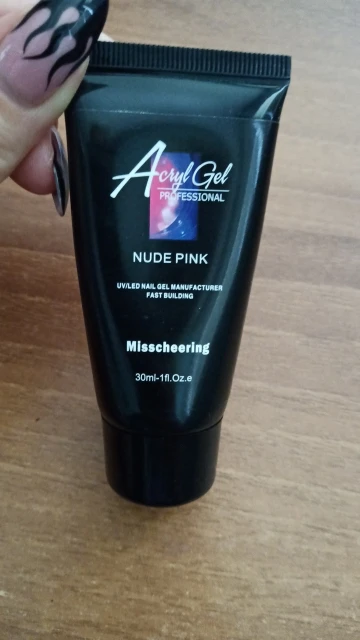 Acryl Gel
PROFESSIONAL
NUDE PINK
UV/LED NAIL GEL MANUFACTURER
FAST BUILDING
Misscheering
30ml-1fl.Oz.e